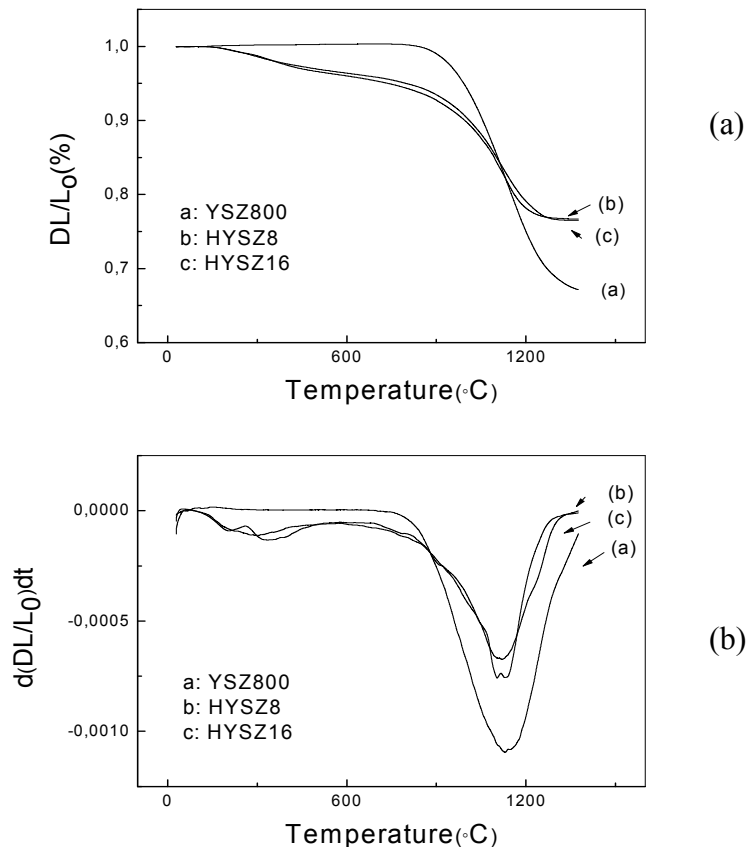 1,0
0,9
0,8
0,7
0,6
DL/L0(%)
a: YSZ800
b: HYSZ8
c: HYSZ16
(b)
(c)
(a)
0 600 1200
Temperature(°C)
(a)
0,0000
-0,0005
-0,0010
d(DL/L0)dt
a: YSZ800
b: HYSZ8
c: HYSZ16
(b)
(c)
(a)
0 600 1200
Temperature(°C)
(b)